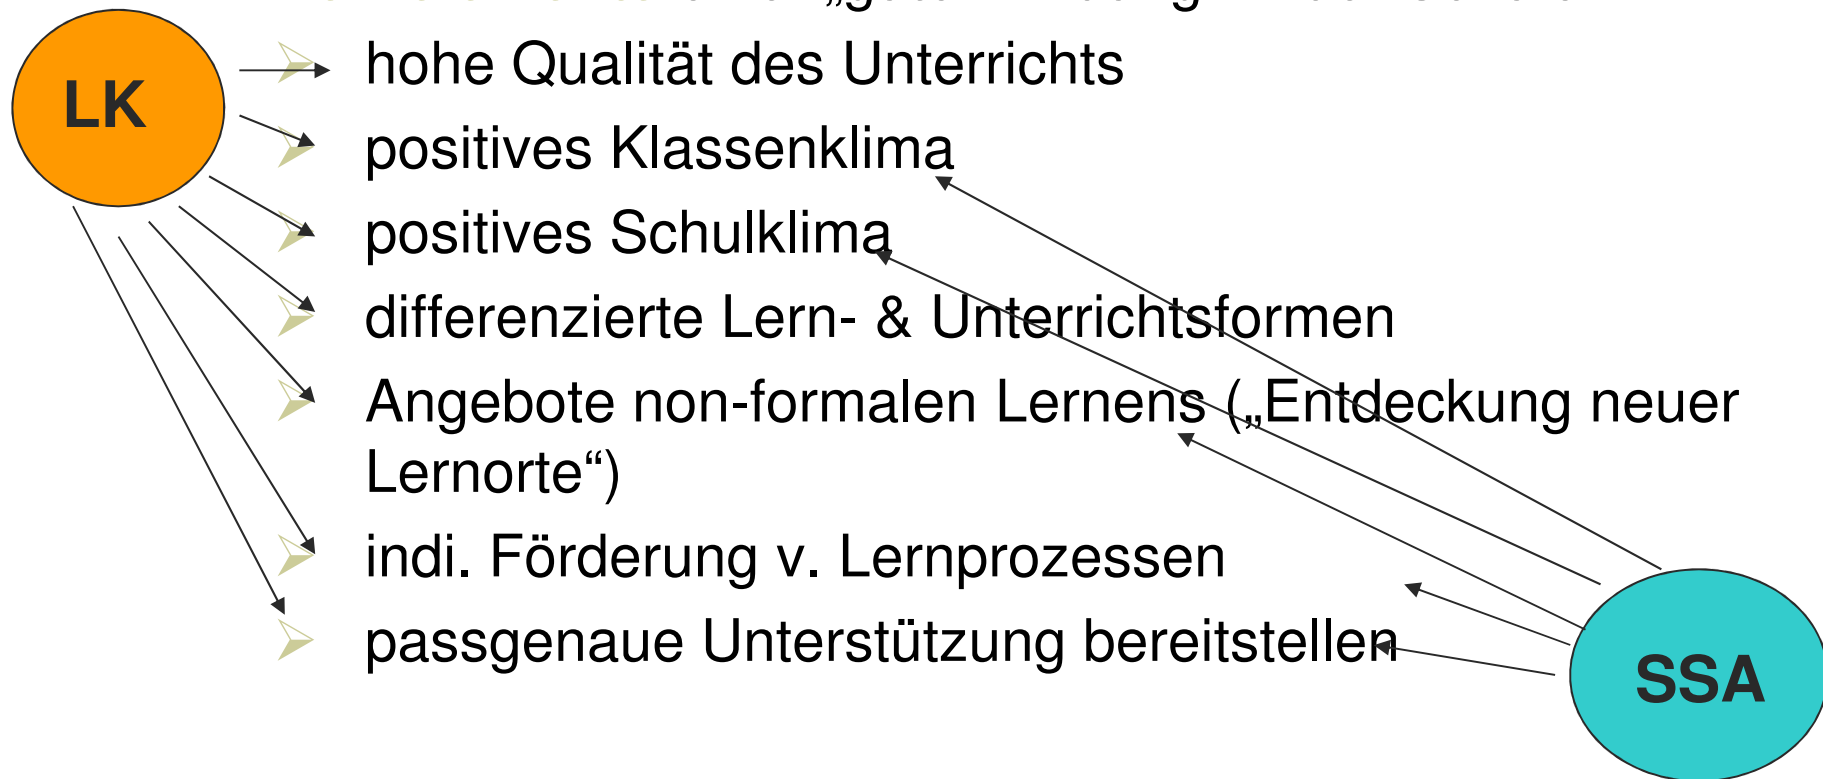 LK
hohe Qualität des Unterrichts
positives Klassenklima
positives Schulklima
differenzierte Lern- & Unterrichtsformen
Angebote non-formalen Lernens („Entdeckung neuer
Lernorte“)
indi. Förderung v. Lernprozessen
passgenaue Unterstützung bereitstellen
SSA